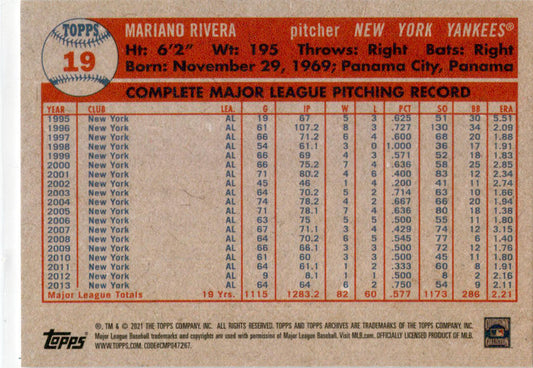 TOPPS
19
MARIANO RIVERA pitcher NEW YORK YANKEES®
Ht: 6'2" Wt: 195 Throws: Right Bats: Right
Born: November 29, 1969; Panama City, Panama
COMPLETE MAJOR LEAGUE PITCHING RECORD
YEAR CLUB LEA. G IP W L PCT SO BB ERA
1995 New York AL 19 67 5 3 .625 51 30 5.51
1996 New York AL 61 107.2 8 3 .727 130 34 2.09
1997 New York AL 66 71.2 6 4 .600 68 20 1.88
1998 New York AL 54 61.1 3 0 1.000 36 17 1.91
1999 New York AL 66 69 4 3 .571 52 18 1.83
2000 New York AL 66 75.2 7 4 .636 58 25 2.85
2001 New York AL 71 80.2 4 6 .400 83 12 2.34
2002 New York AL 45 46 1 4 .200 41 11 2.74
2003 New York AL 64 70.2 5 2 .714 63 10 1.66
2004 New York AL 74 78.2 4 2 .667 66 20 1.94
2005 New York AL 71 78.1 7 4 .636 80 18 1.38
2006 New York AL 63 75 5 5 .500 55 11 1.80
2007 New York AL 67 71.1 3 4 .429 74 12 3.15
2008 New York AL 64 70.2 6 5 .545 77 6 1.40
2009 New York AL 66 66.1 3 3 .500 72 12 1.76
2010 New York AL 61 60 3 3 .500 45 11 1.80
2011 New York AL 64 61.1 1 2 .333 60 8 1.91
2012 New York AL 9 8.1 1 1 .500 8 2 2.16
2013 New York AL 64 64 6 2 .750 54 9 2.11
Major League Totals 19 Yrs. 1115 1283.2 82 60 .577 1173 286 2.21
Topps
®, TM & © 2021 THE TOPPS COMPANY, INC. ALL RIGHTS RESERVED. TOPPS AND TOPPS ARCHIVES ARE TRADEMARKS OF THE TOPPS COMPANY, INC.
Major League Baseball trademarks and copyrights are used with permission of Major League Baseball. Visit MLB.com. OFFICIALLY LICENSED PRODUCT OF MLB.
WWW.TOPPS.COM. CODE#CMP047267.